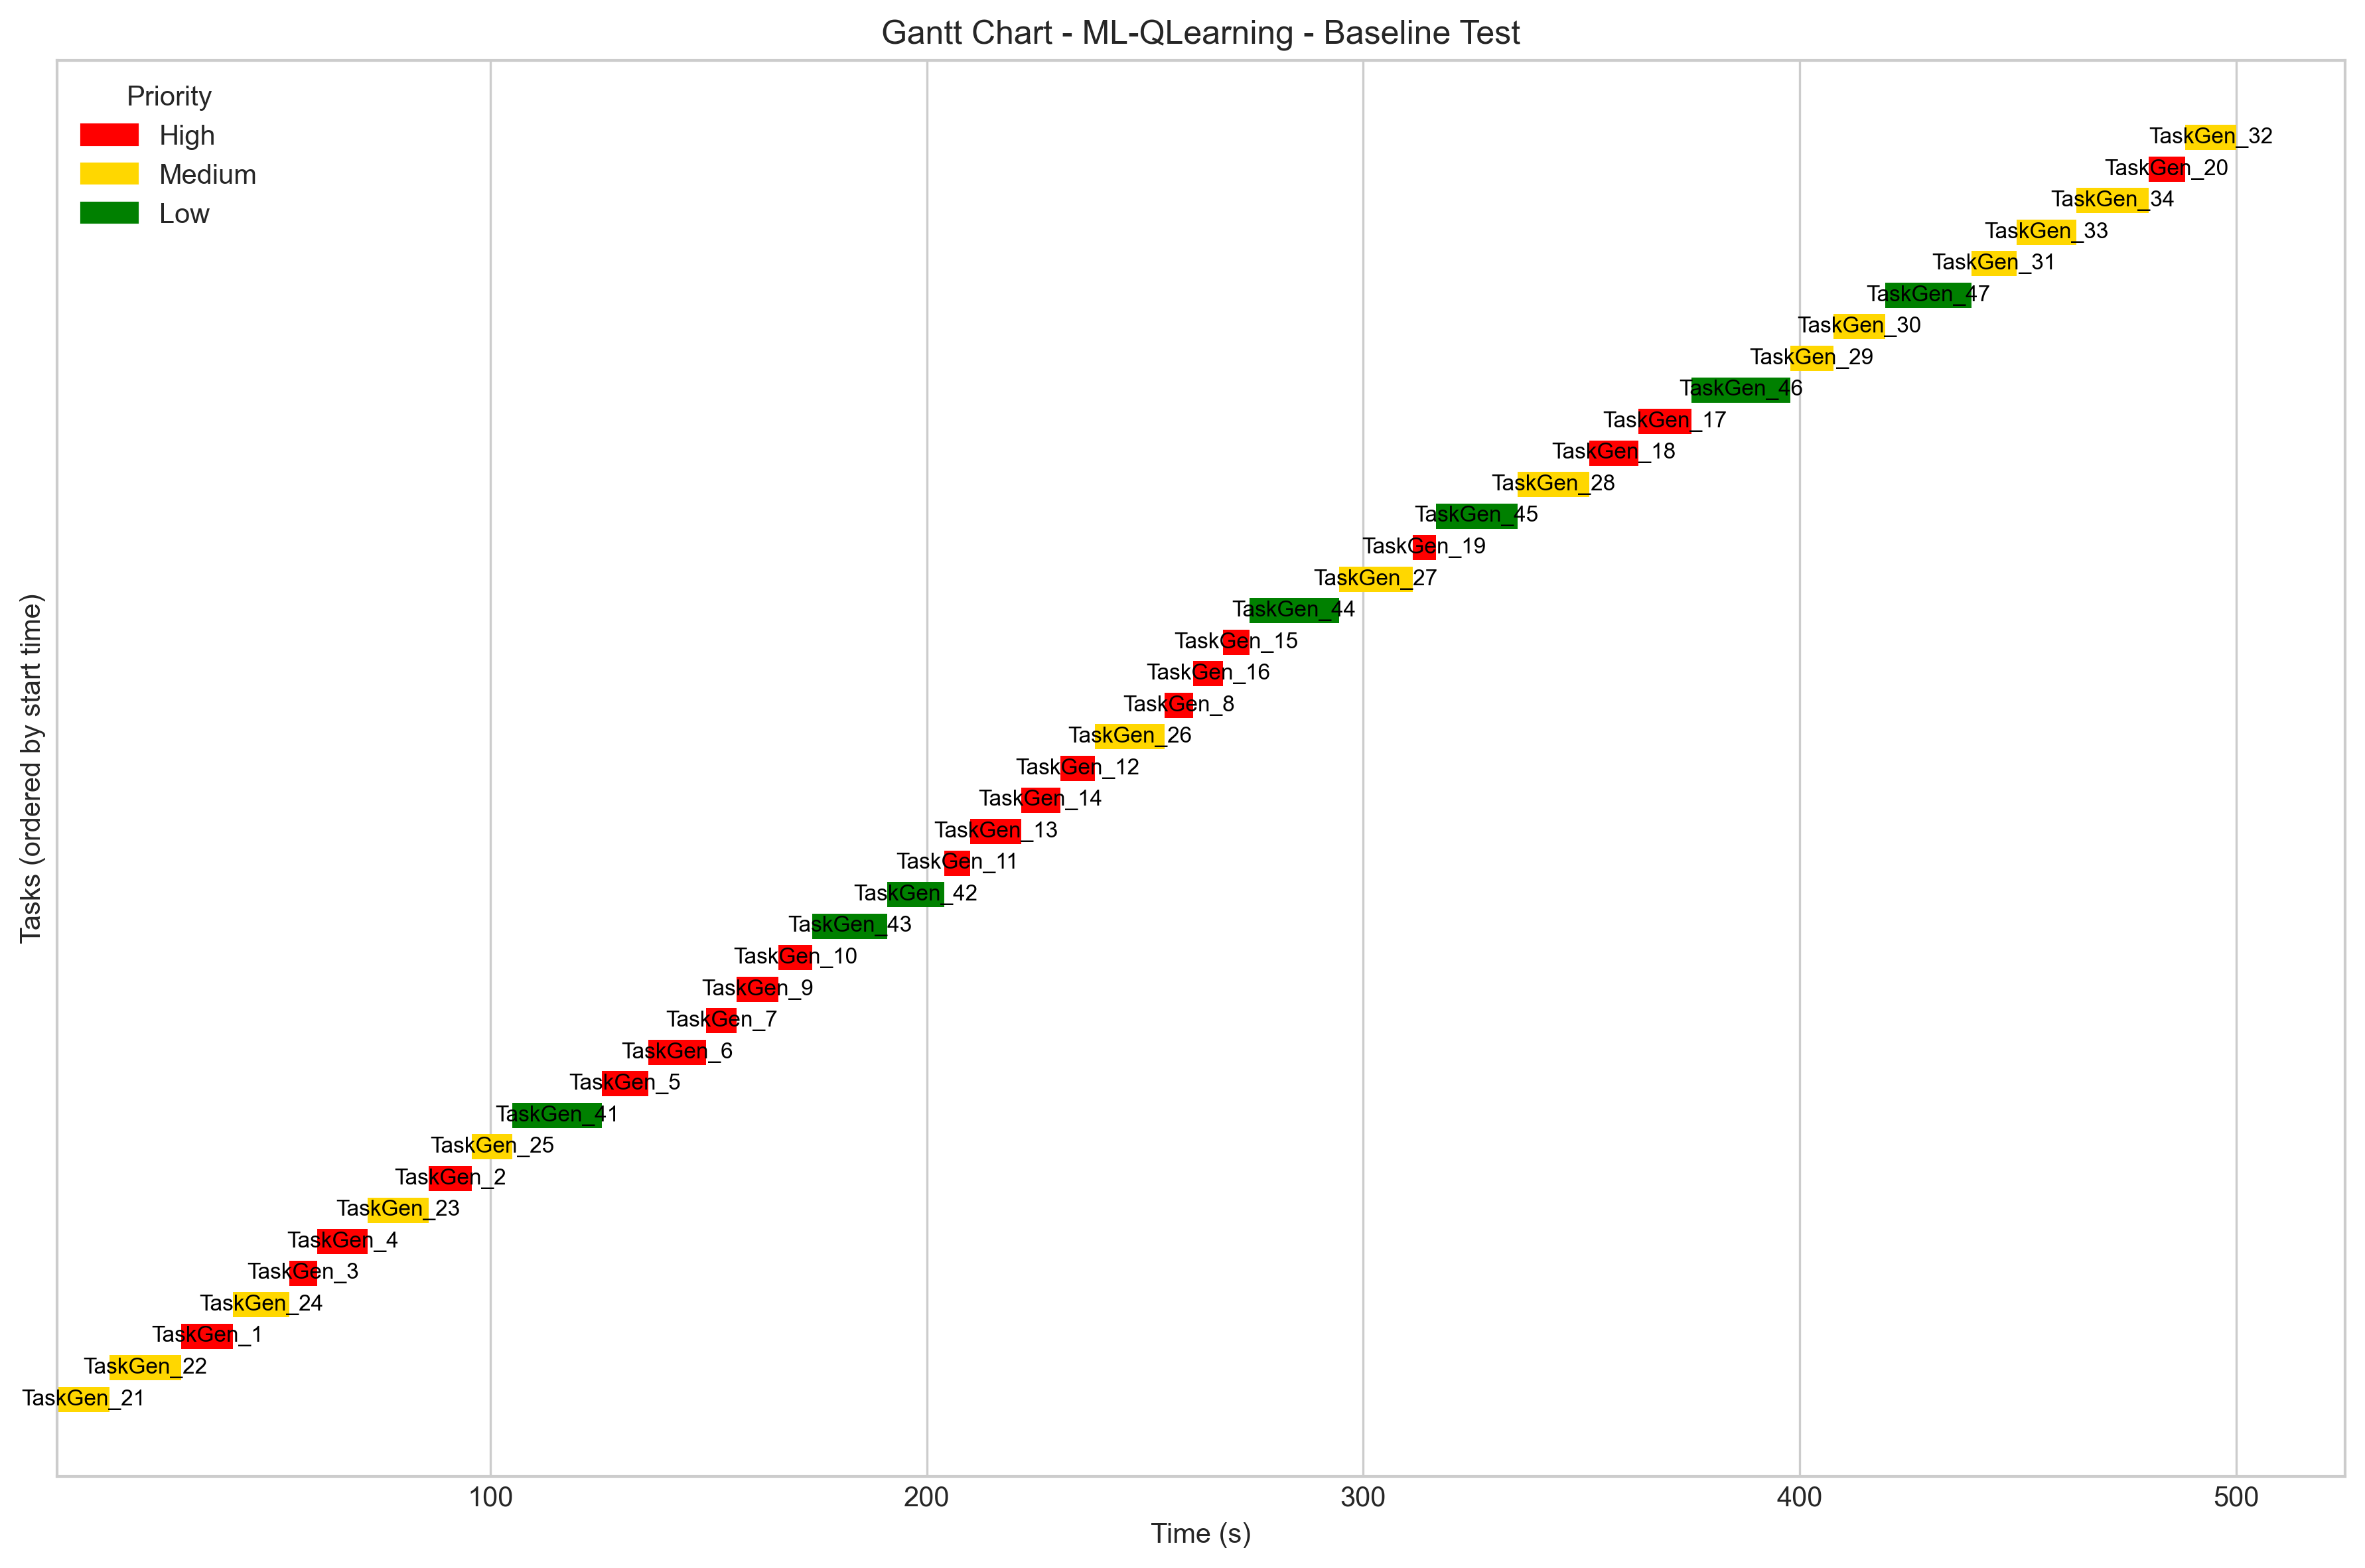 Gantt Chart - ML-QLearning - Baseline Test
Priority
High
Medium
Low
TaskGen_32
TaskGen_20
TaskGen_34
TaskGen_33
TaskGen_31
TaskGen_47
TaskGen_30
TaskGen_29
TaskGen_46
TaskGen_17
TaskGen_18
TaskGen_28
TaskGen_45
TaskGen_19
TaskGen_27
TaskGen_44
TaskGen_15
TaskGen_16
TaskGen_8
TaskGen_26
TaskGen_12
TaskGen_14
TaskGen_13
TaskGen_11
TaskGen_42
TaskGen_43
TaskGen_10
TaskGen_9
TaskGen_7
TaskGen_6
TaskGen_5
TaskGen_41
TaskGen_25
TaskGen_2
TaskGen_23
TaskGen_4
TaskGen_3
TaskGen_24
TaskGen_1
TaskGen_22
TaskGen_21
Tasks (ordered by start time)
100 200 300 400 500
Time (s)